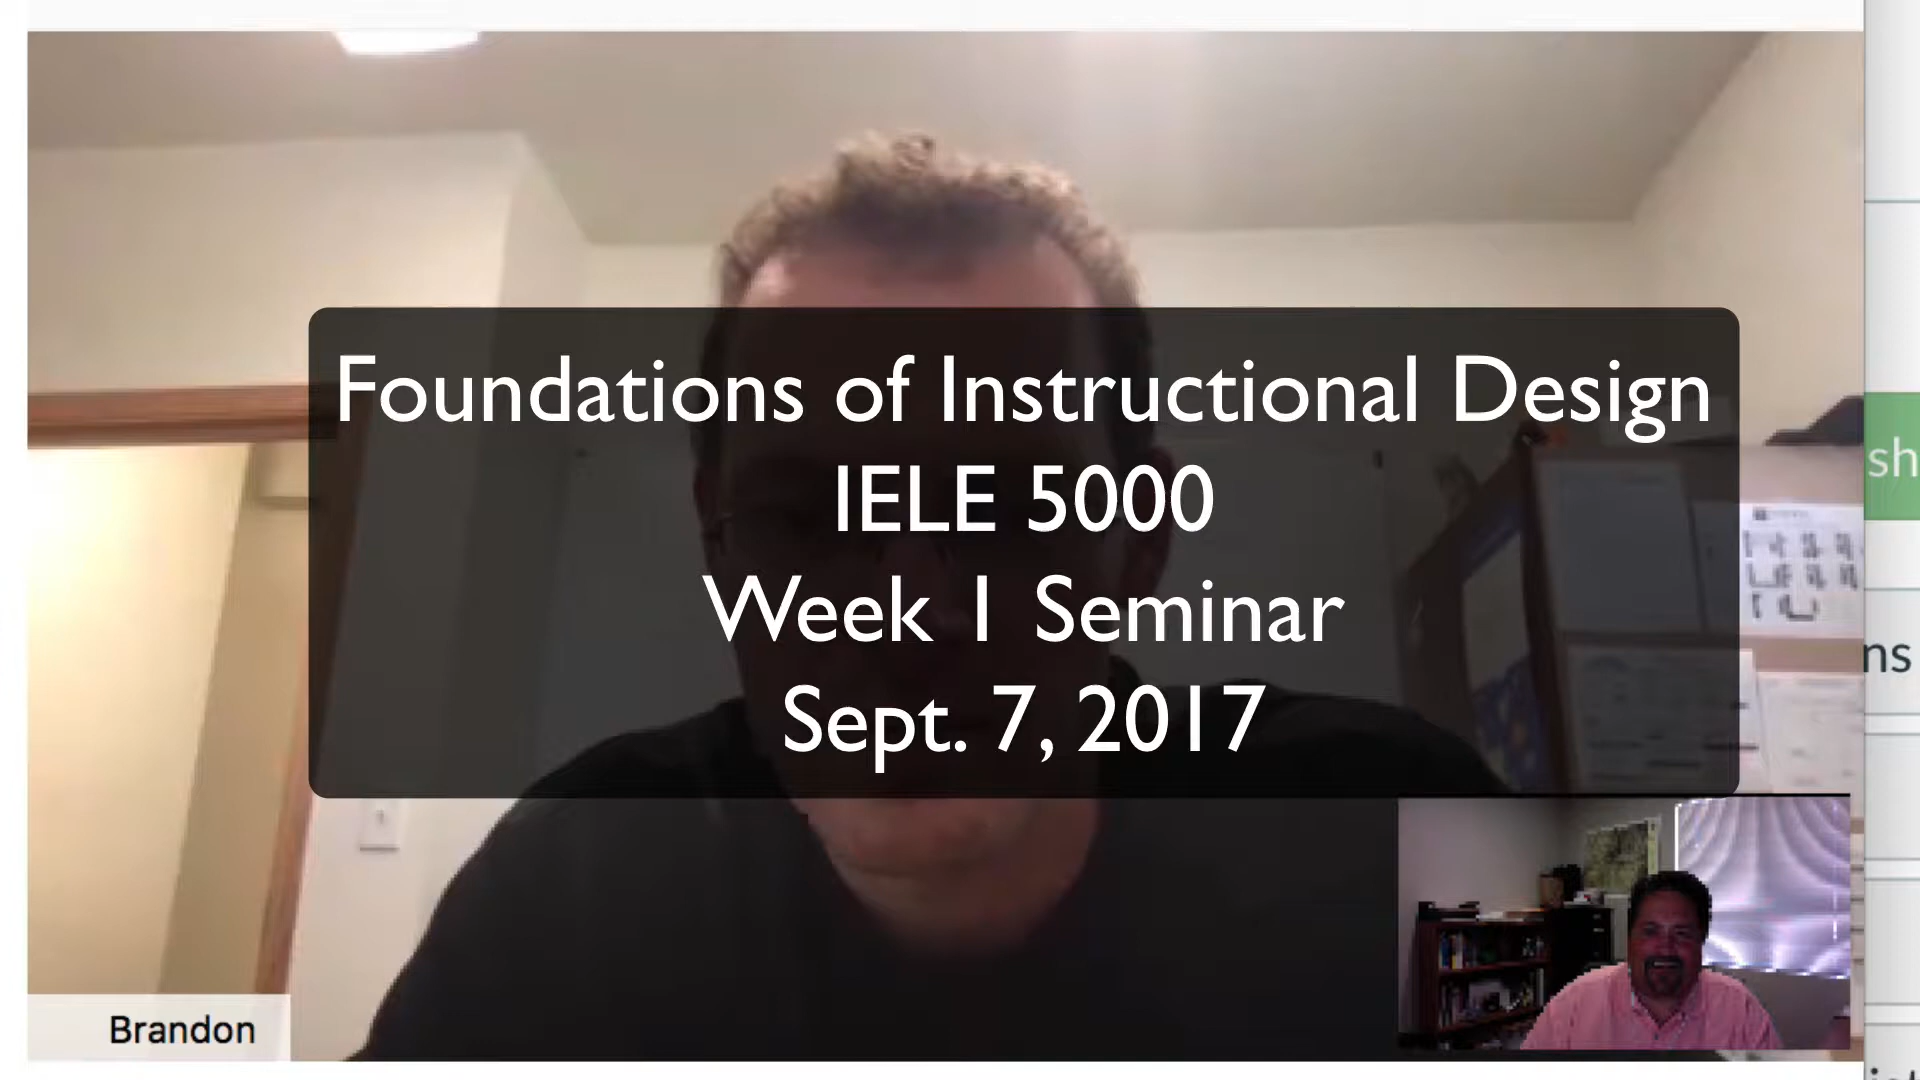 Foundations of Instructional Design
IELE 5000
Week 1 Seminar
Sept. 7, 2017
sh
ns
Brandon